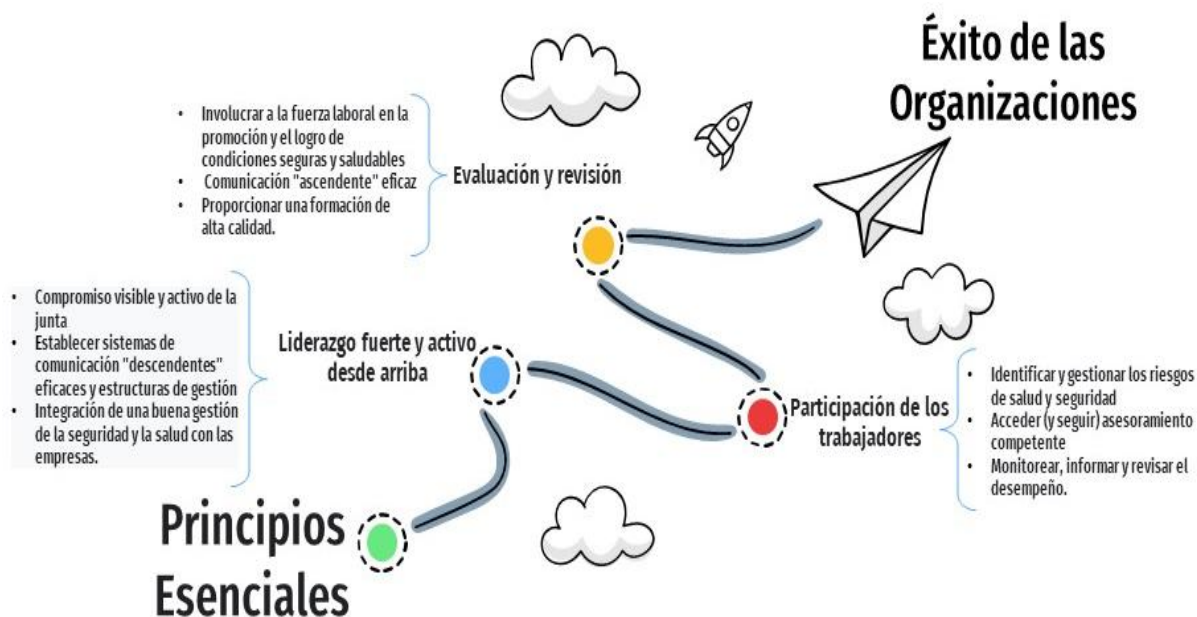 Éxito de las
Organizaciones
• Involucrar a la fuerza laboral en la
promoción y el logro de
condiciones seguras y saludables
• Comunicación "ascendente" eficaz
• Proporcionar una formación de
alta calidad.
Evaluación y revisión
• Compromiso visible y activo de la
junta
• Establecer sistemas de
comunicación "descendentes"
eficaces y estructuras de gestión
• Integración de una buena gestión
de la seguridad y la salud con las
empresas.
Liderazgo fuerte y activo
desde arriba
Participación de los
trabajadores
• Identificar y gestionar los riesgos
de salud y seguridad
• Acceder (y seguir) asesoramiento
competente
• Monitorear, informar y revisar el
desempeño.
Principios
Esenciales